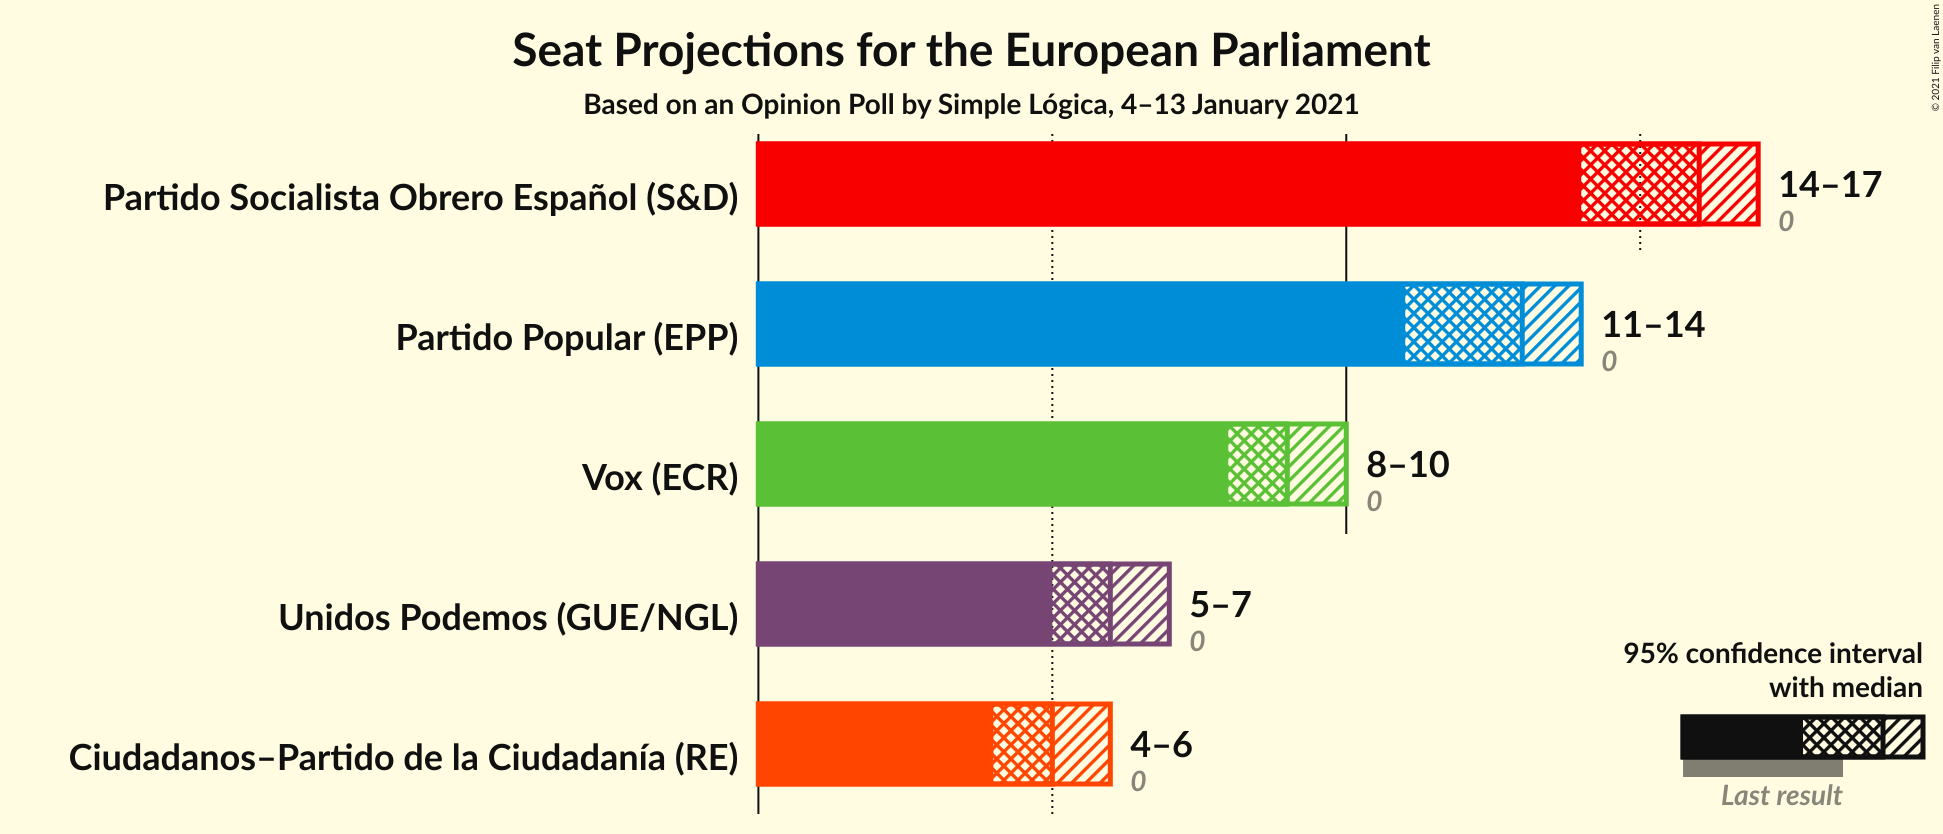 Seat Projections for the European Parliament
Based on an Opinion Poll by Simple Lógica, 4–13 January 2021
© 2021 Filip van Laenen
Partido Socialista Obrero Español (S&D)
14–17
0
Partido Popular (EPP)
11–14
0
Vox (ECR)
8–10
0
Unidos Podemos (GUE/NGL)
5–7
0
Ciudadanos–Partido de la Ciudadanía (RE)
4–6
0
95% confidence interval
with median
Last result